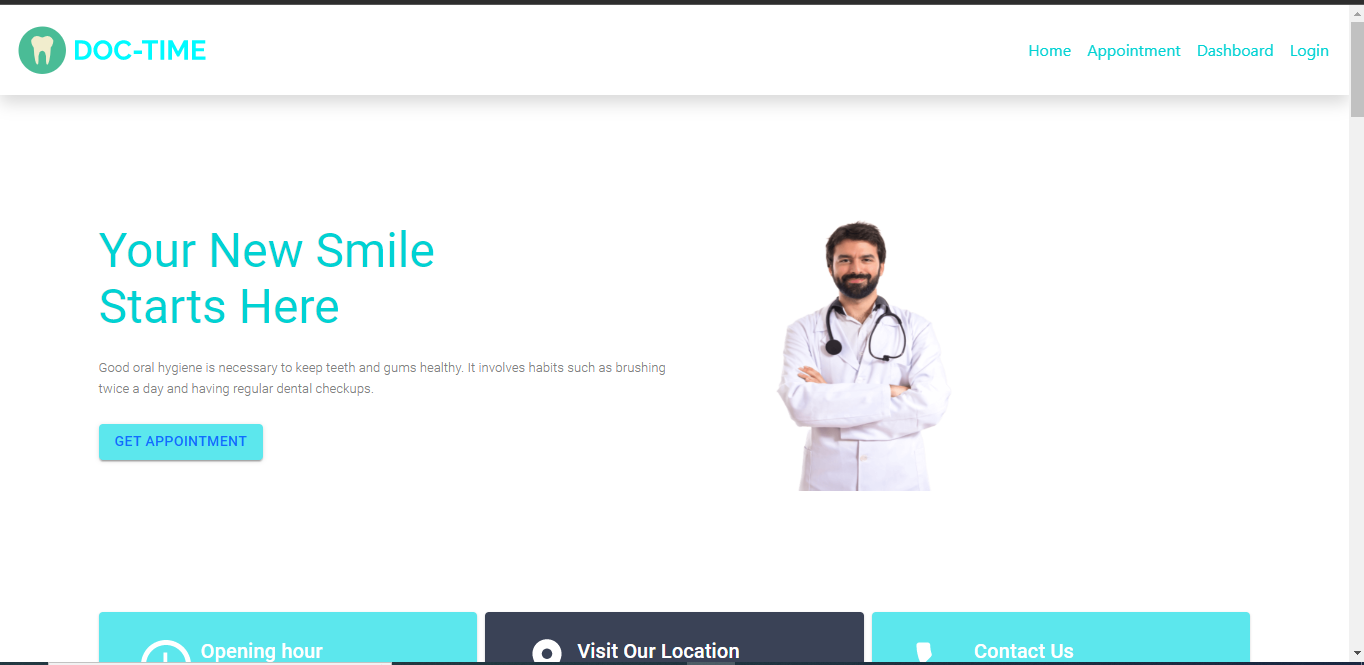 DOC-TIME
Home Appointment Dashboard Login
Your New Smile
Starts Here
Good oral hygiene is necessary to keep teeth and gums healthy. It involves habits such as brushing
twice a day and having regular dental checkups.
GET APPOINTMENT
Opening hour
Visit Our Location
Contact Us